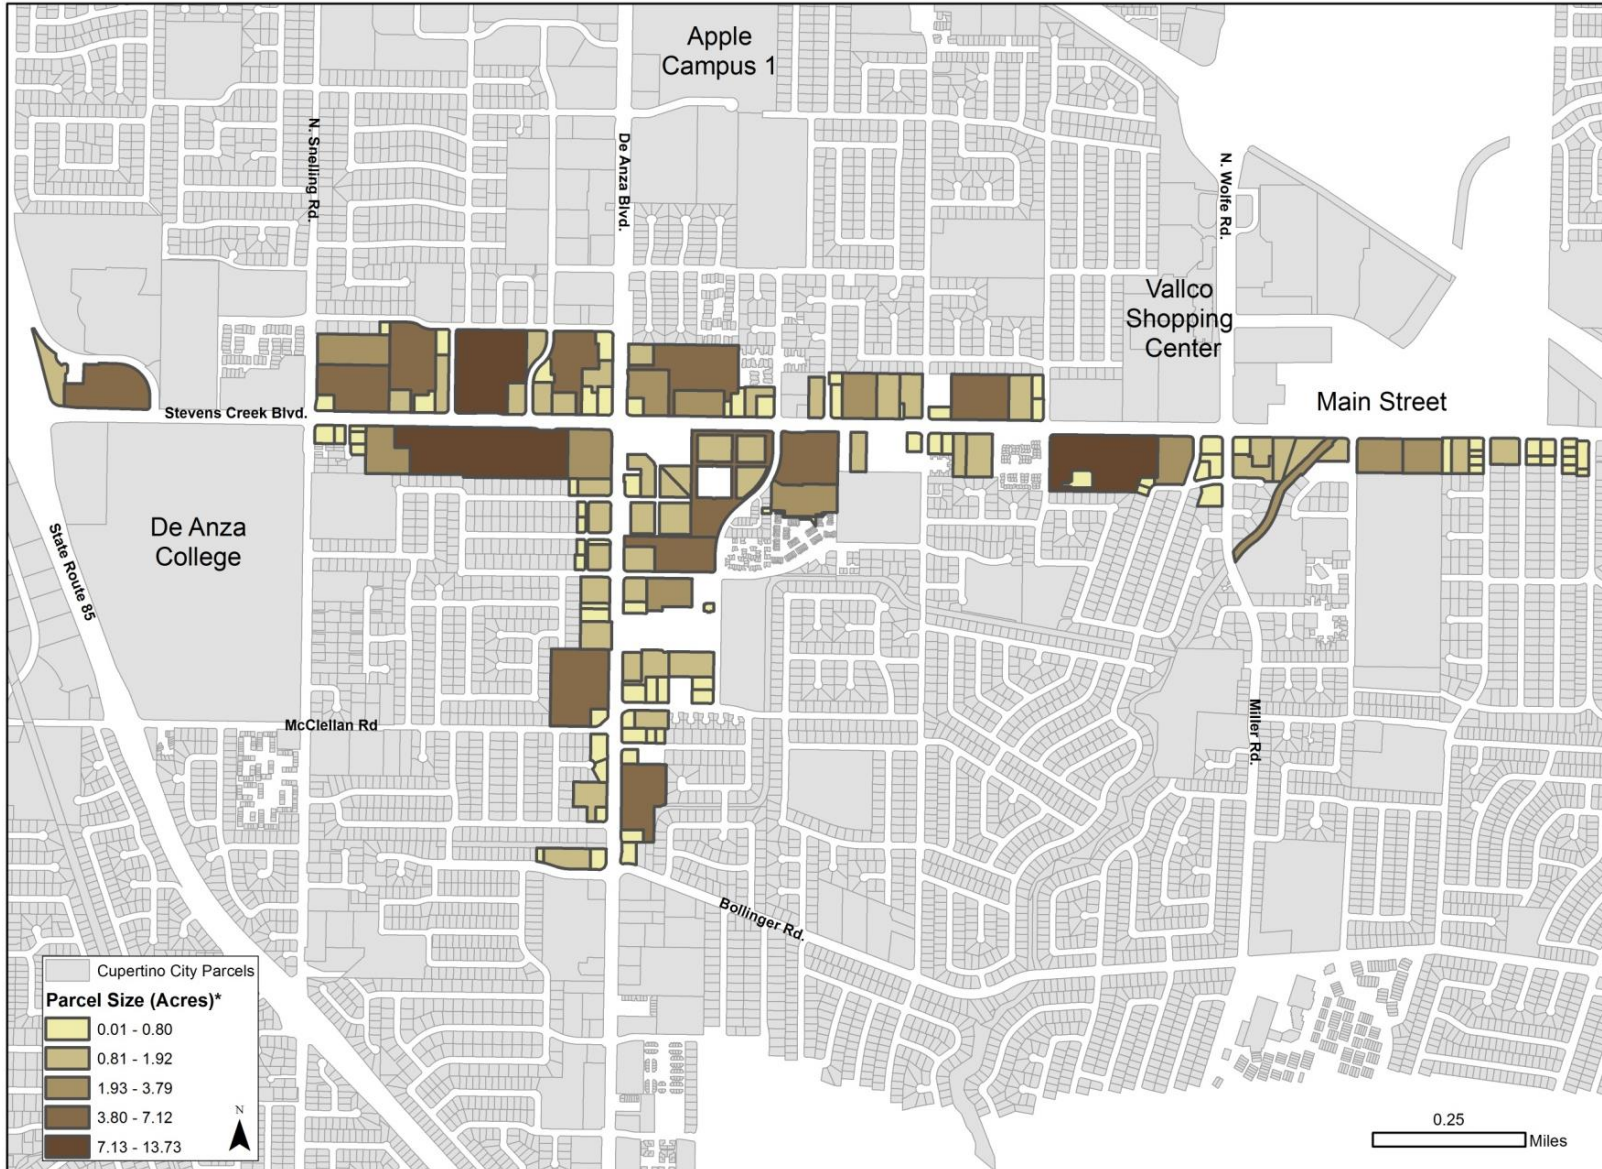 Apple
Campus 1
N. Snelling Rd.
De Anza Blvd.
N. Wolfe Rd.
Vallco
Shopping
Center
Stevens Creek Blvd.
Main Street
De Anza
College
State Route 85
McClellan Rd
Miller Rd.
Bollinger Rd.
Cupertino City Parcels
Parcel Size (Acres)*
0.01 - 0.80
0.81 - 1.92
1.93 - 3.79
3.80 - 7.12
7.13 - 13.73
N
0.25
Miles